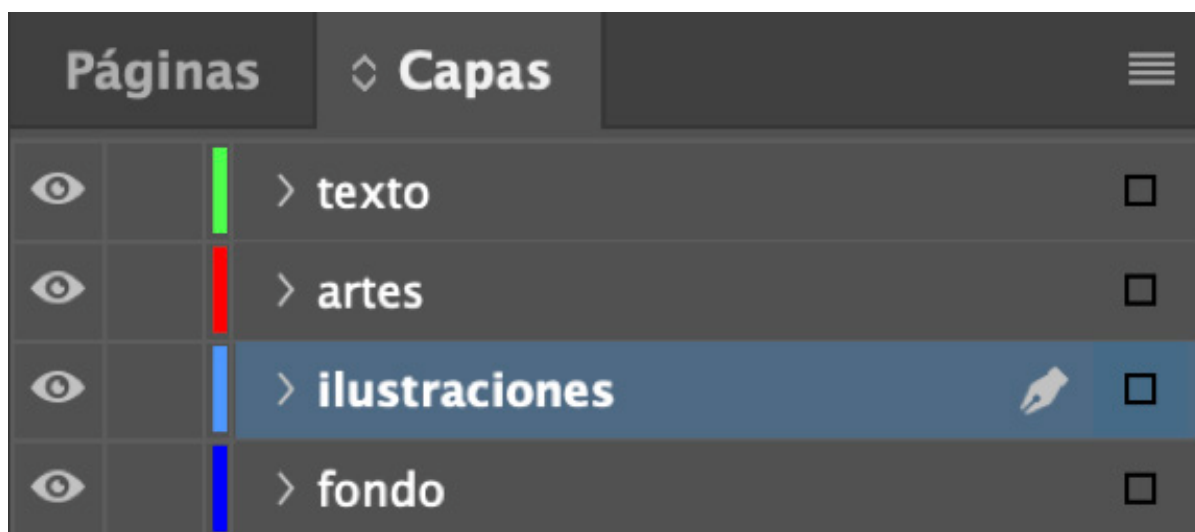 Páginas Capas
texto
artes
ilustraciones
fondo